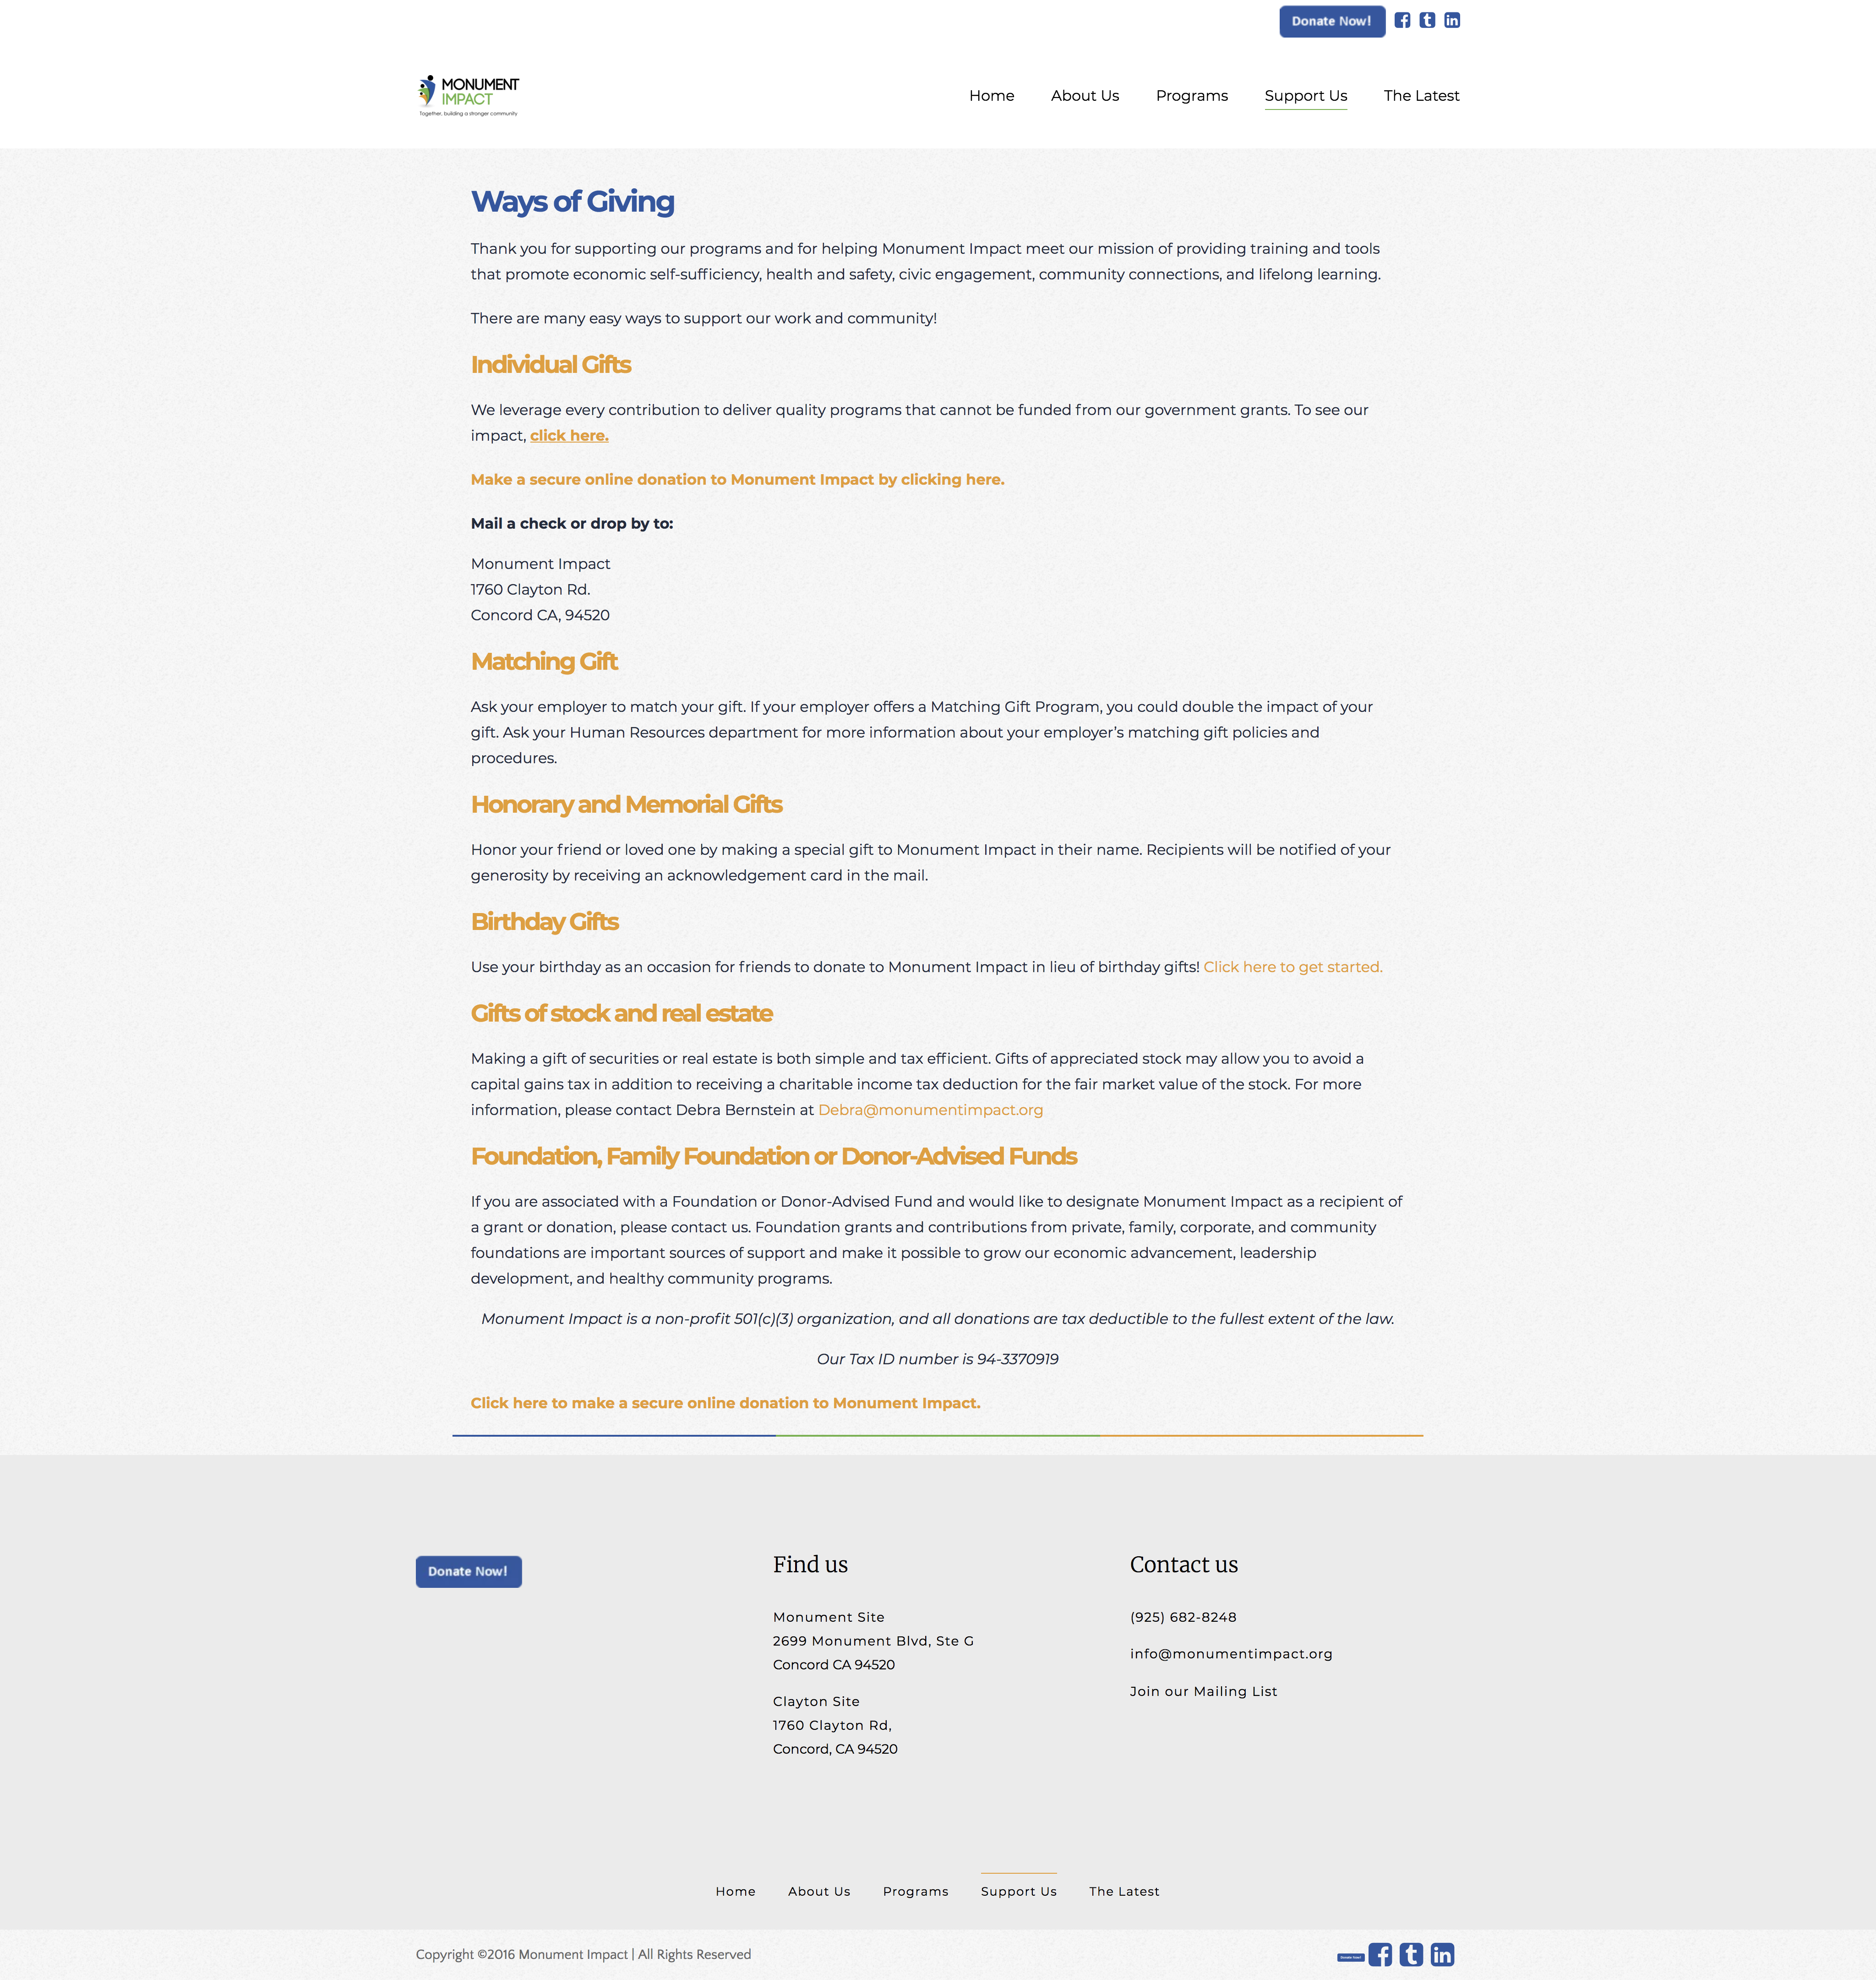 Donate Now!
MONUMENT
IMPACT
Together, building a stronger community
Home
About Us
Programs
Support Us
The Latest
Ways of Giving
Thank you for supporting our programs and for helping Monument Impact meet our mission of providing training and tools
that promote economic self-sufficiency, health and safety, civic engagement, community connections, and lifelong learning.
There are many easy ways to support our work and community!
Individual Gifts
We leverage every contribution to deliver quality programs that cannot be funded from our government grants. To see our
impact, click here.
Make a secure online donation to Monument Impact by clicking here.
Mail a check or drop by to:
Monument Impact
1760 Clayton Rd.
Concord CA, 94520
Matching Gift
Ask your employer to match your gift. If your employer offers a Matching Gift Program, you could double the impact of your
gift. Ask your Human Resources department for more information about your employer’s matching gift policies and
procedures.
Honorary and Memorial Gifts
Honor your friend or loved one by making a special gift to Monument Impact in their name. Recipients will be notified of your
generosity by receiving an acknowledgement card in the mail.
Birthday Gifts
Use your birthday as an occasion for friends to donate to Monument Impact in lieu of birthday gifts! Click here to get started.
Gifts of stock and real estate
Making a gift of securities or real estate is both simple and tax efficient. Gifts of appreciated stock may allow you to avoid a
capital gains tax in addition to receiving a charitable income tax deduction for the fair market value of the stock. For more
information, please contact Debra Bernstein at Debra@monumentimpact.org
Foundation, Family Foundation or Donor-Advised Funds
If you are associated with a Foundation or Donor-Advised Fund and would like to designate Monument Impact as a recipient of
a grant or donation, please contact us. Foundation grants and contributions from private, family, corporate, and community
foundations are important sources of support and make it possible to grow our economic advancement, leadership
development, and healthy community programs.
Monument Impact is a non-profit 501(c)(3) organization, and all donations are tax deductible to the fullest extent of the law.
Our Tax ID number is 94-3370919
Click here to make a secure online donation to Monument Impact.
Donate Now!
Find us
Monument Site
2699 Monument Blvd, Ste G
Concord CA 94520
Clayton Site
1760 Clayton Rd,
Concord, CA 94520
Contact us
(925) 682-8248
info@monumentimpact.org
Join our Mailing List
Home
About Us
Programs
Support Us
The Latest
Copyright ©2016 Monument Impact | All Rights Reserved
Donate Now!